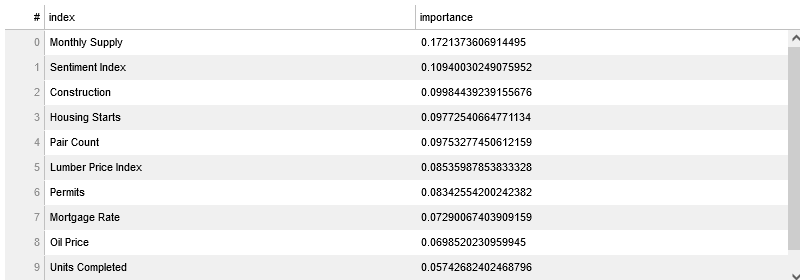 # index importance
0 Monthly Supply 0.1721373606914495
1 Sentiment Index 0.10940030249075952
2 Construction 0.09984439239155676
3 Housing Starts 0.09772540664771134
4 Pair Count 0.09753277450612159
5 Lumber Price Index 0.08535987853833328
6 Permits 0.08342554200242382
7 Mortgage Rate 0.07290067403909159
8 Oil Price 0.0698520230959945
9 Units Completed 0.05742682402468796